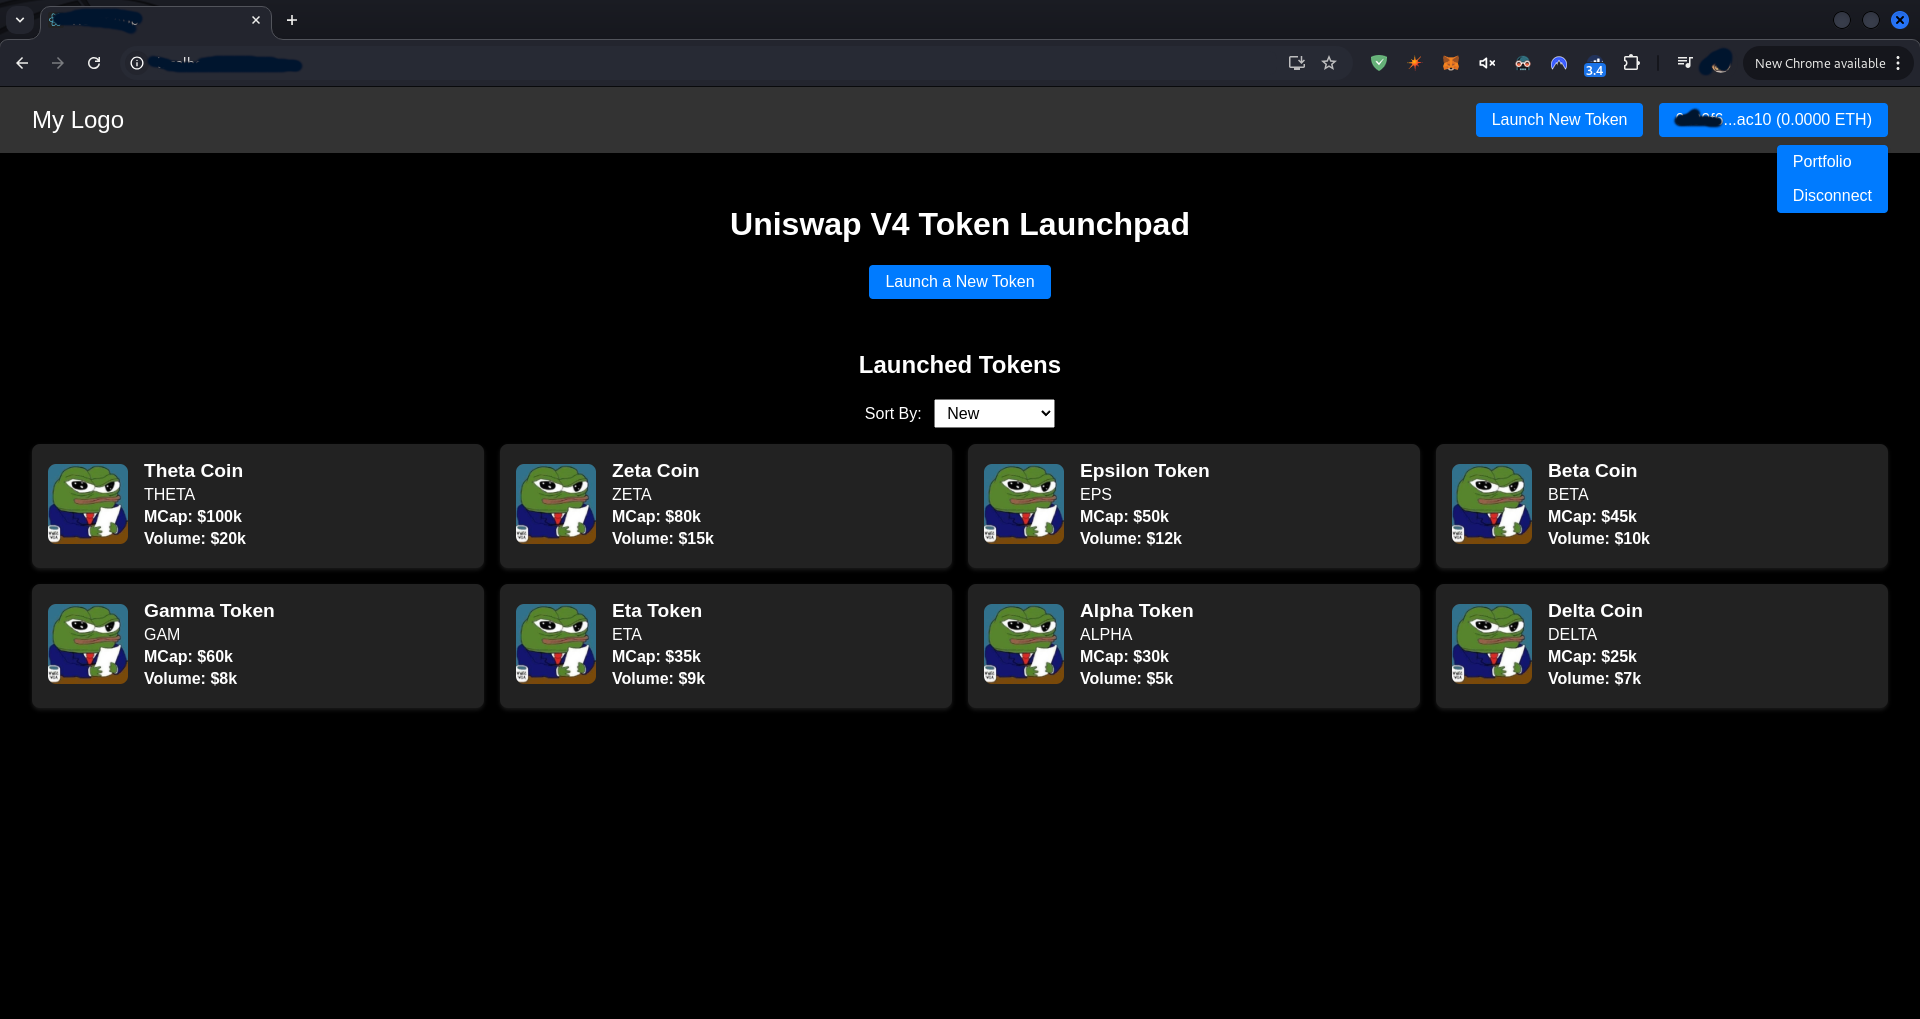 New Chrome available
3.4
My Logo
Launch New Token
...ac10 (0.0000 ETH)
Portfolio
Disconnect
Uniswap V4 Token Launchpad
Launch a New Token
Launched Tokens
Sort By: New
Theta Coin
THETA
MCap: $100k
Volume: $20k
Zeta Coin
ZETA
MCap: $80k
Volume: $15k
Epsilon Token
EPS
MCap: $50k
Volume: $12k
Beta Coin
BETA
MCap: $45k
Volume: $10k
Gamma Token
GAM
MCap: $60k
Volume: $8k
Eta Token
ETA
MCap: $35k
Volume: $9k
Alpha Token
ALPHA
MCap: $30k
Volume: $5k
Delta Coin
DELTA
MCap: $25k
Volume: $7k